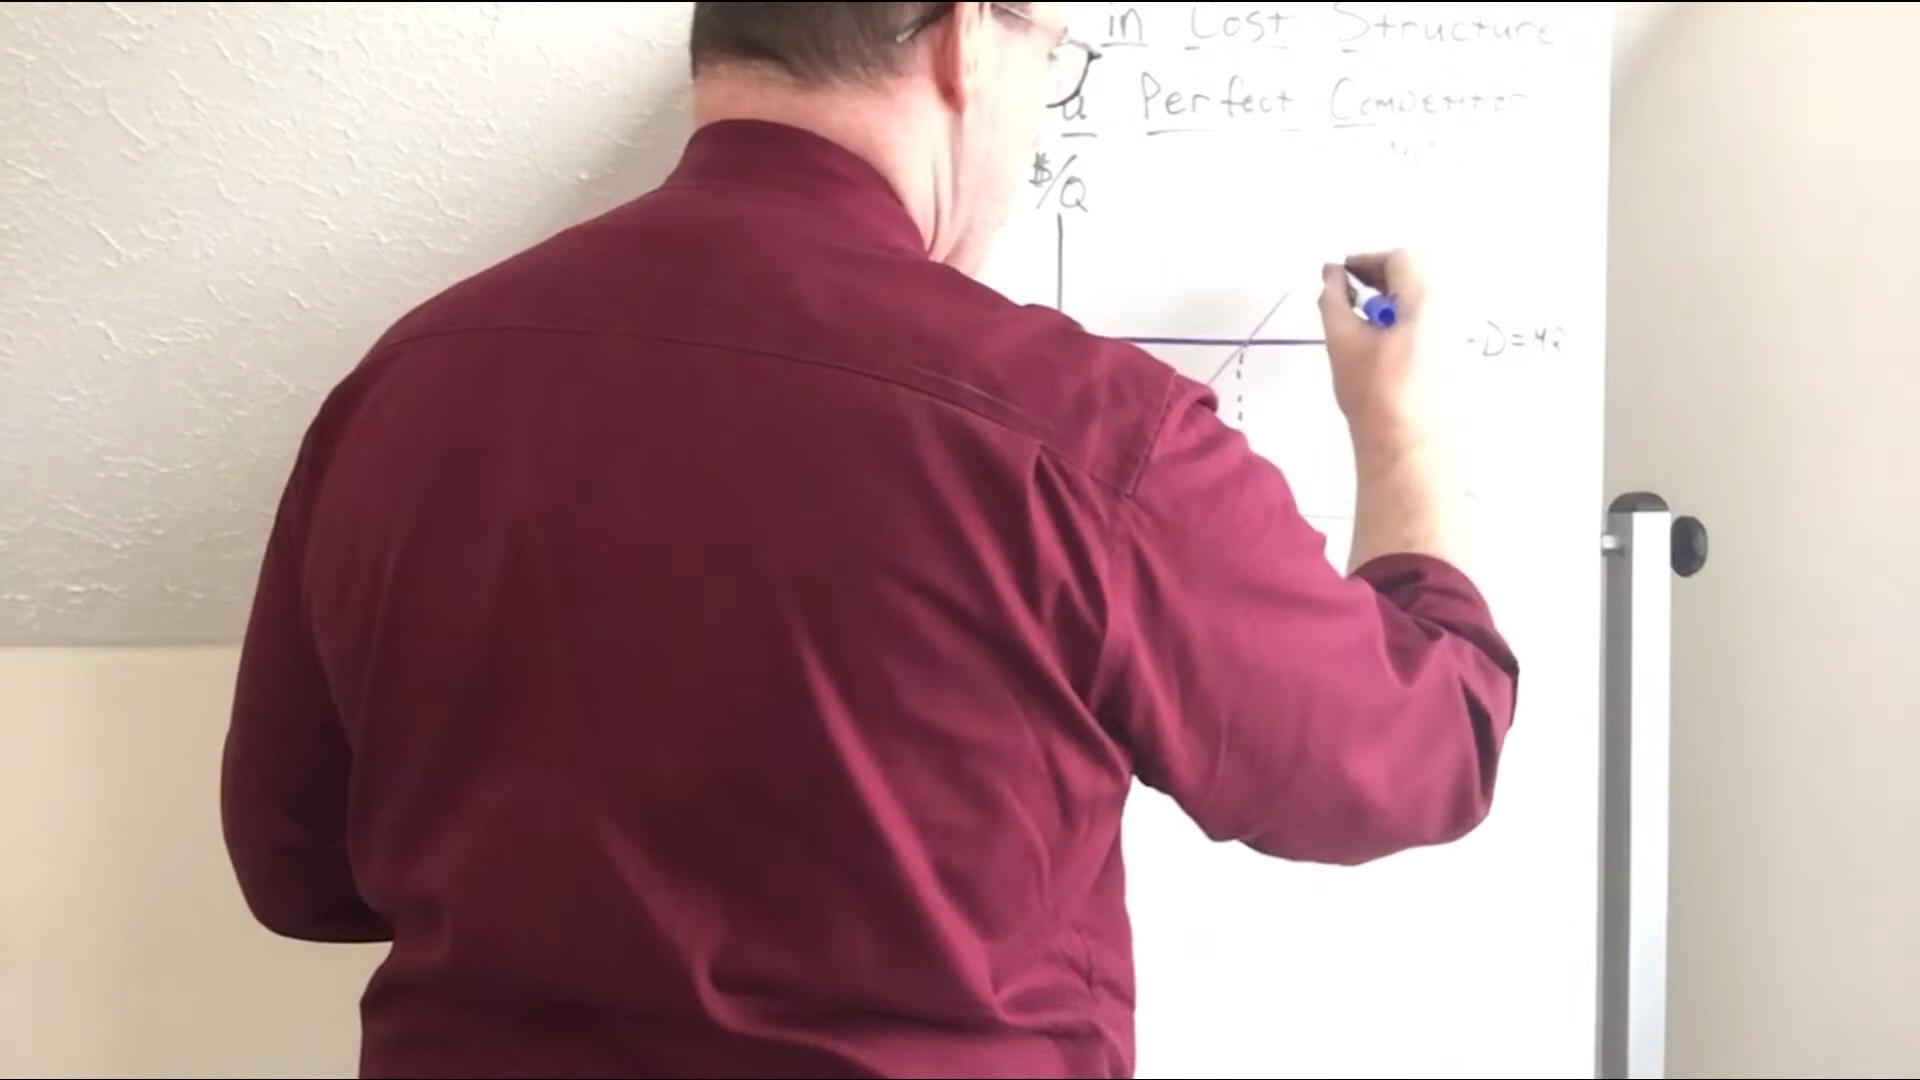 in Cost Structure
a Perfect Competitor
$/Q
D=MR